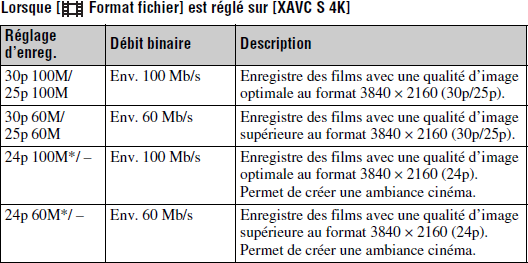 Lorsque [Format fichier] est réglé sur [XAVC S 4K]
Réglage
d'enreg.
Débit binaire
Description
30p 100M/
25p 100M
Env. 100 Mb/s
Enregistre des films avec une qualité d'image
optimale au format 3840 × 2160 (30p/25p).
30p 60M/
25p 60M
Env. 60 Mb/s
Enregistre des films avec une qualité d'image
supérieure au format 3840 × 2160 (30p/25p).
24p 100M*/ –
Env. 100 Mb/s
Enregistre des films avec une qualité d'image
optimale au format 3840 × 2160 (24p).
Permet de créer une ambiance cinéma.
24p 60M*/ –
Env. 60 Mb/s
Enregistre des films avec une qualité d'image
supérieure au format 3840 × 2160 (24p).
Permet de créer une ambiance cinéma.